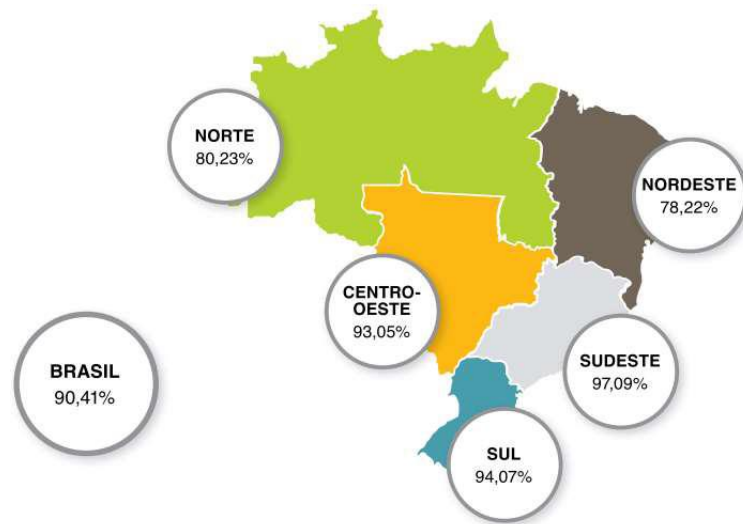 NORTE
80,23%
NORDESTE
78,22%
CENTRO-
OESTE
93,05%
SUDESTE
97,09%
BRASIL
90,41%
SUL
94,07%